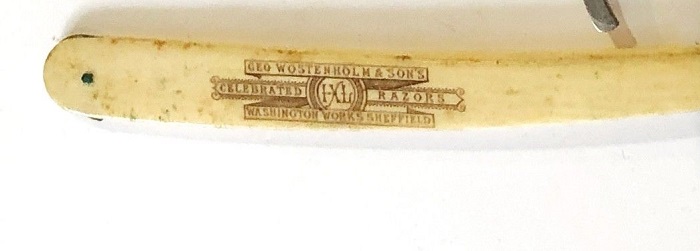 GEO WOSTENHOLM & SON'S
CELEBRATED I·XL RAZORS
WASHINGTON WORKS SHEFFIELD